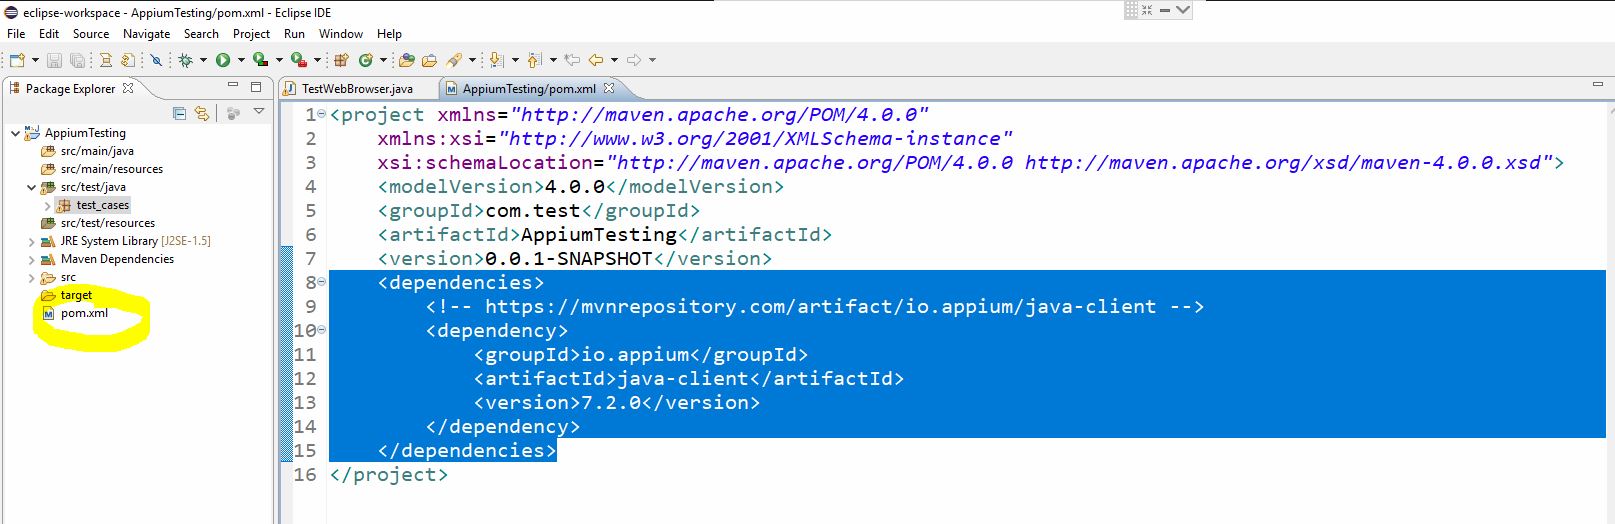 eclipse-workspace - AppiumTesting/pom.xml - Eclipse IDE
File Edit Source Navigate Search Project Run Window Help
Package Explorer
TestWebBrowser.java
AppiumTesting/pom.xml
AppiumTesting
src/main/java
src/main/resources
src/test/java
test_cases
src/test/resources
JRE System Library [J2SE-1.5]
Maven Dependencies
src
target
pom.xml
1 <project xmlns="http://maven.apache.org/POM/4.0.0"
2 xmlns:xsi="http://www.w3.org/2001/XMLSchema-instance"
3 xsi:schemaLocation="http://maven.apache.org/POM/4.0.0 http://maven.apache.org/xsd/maven-4.0.0.xsd">
4 <modelVersion>4.0.0</modelVersion>
5 <groupId>com.test</groupId>
6 <artifactId>AppiumTesting</artifactId>
7 <version>0.0.1-SNAPSHOT</version>
8 <dependencies>
9 <!-- https://mvnrepository.com/artifact/io.appium/java-client -->
10 <dependency>
11 <groupId>io.appium</groupId>
12 <artifactId>java-client</artifactId>
13 <version>7.2.0</version>
14 </dependency>
15 </dependencies>
16 </project>